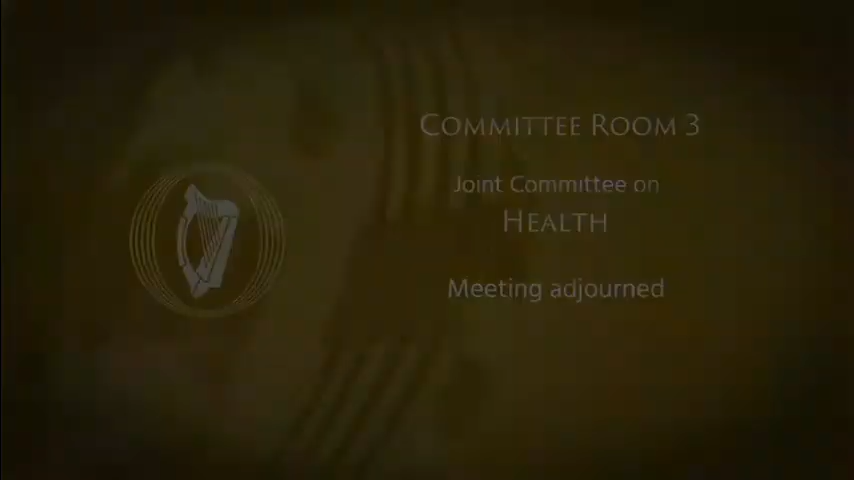 COMMITTEE ROOM 3
Joint Committee on
HEALTH
Meeting adjourned